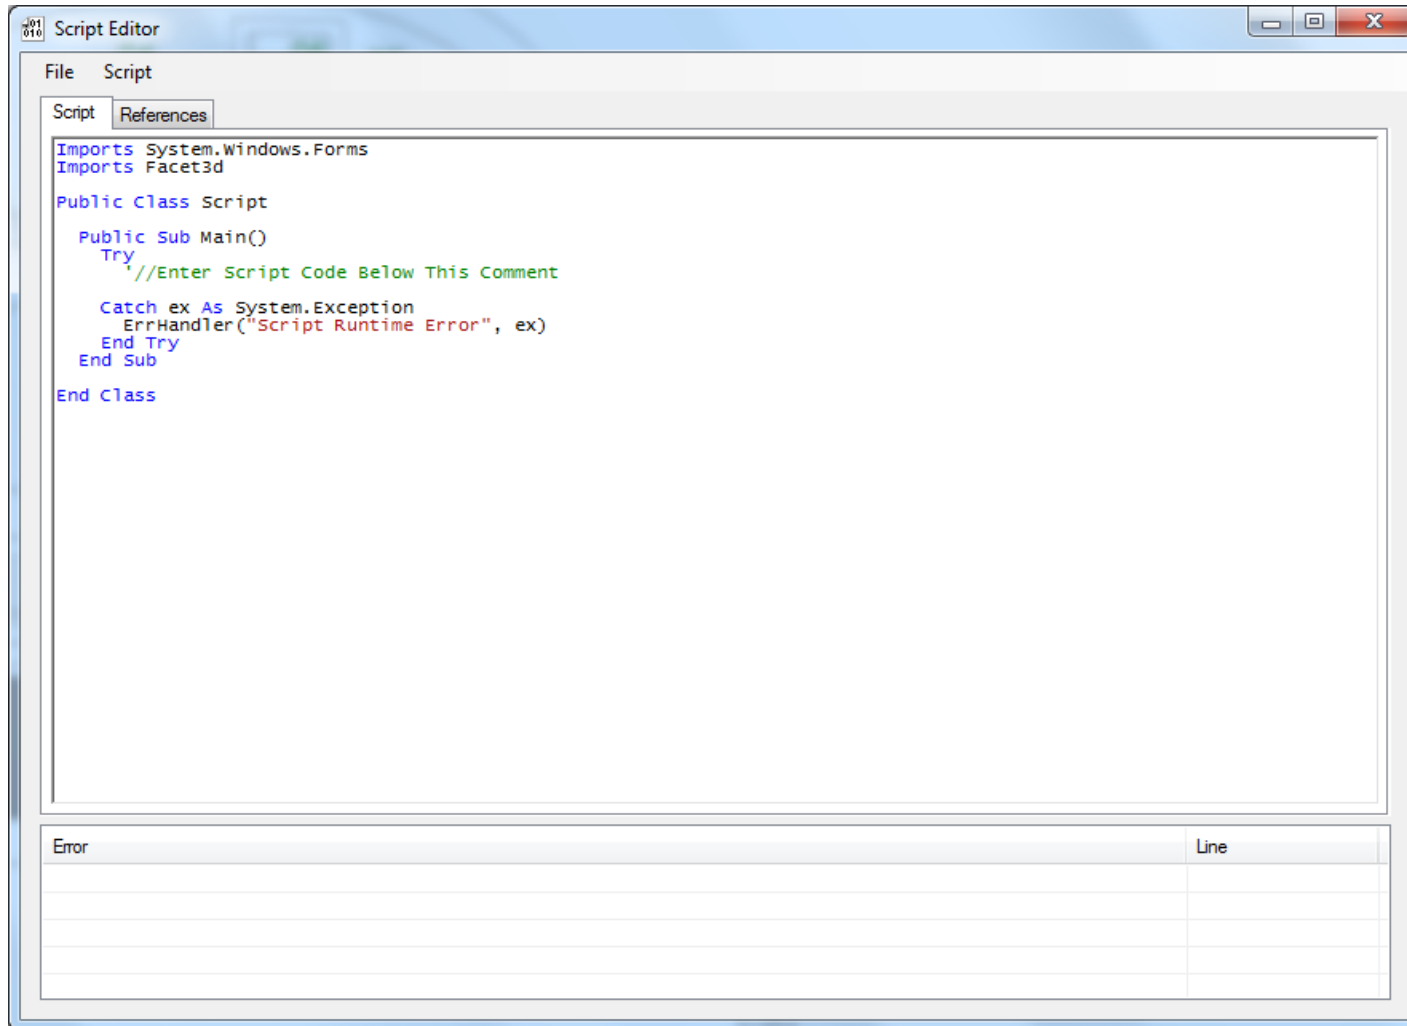 Script Editor
File Script
Script References
Imports System.Windows.Forms
Imports Facet3d
Public Class Script
Public Sub Main()
Try
'//Enter Script Code Below This Comment
Catch ex As System.Exception
ErrHandler("Script Runtime Error", ex)
End Try
End Sub
End Class
Error Line